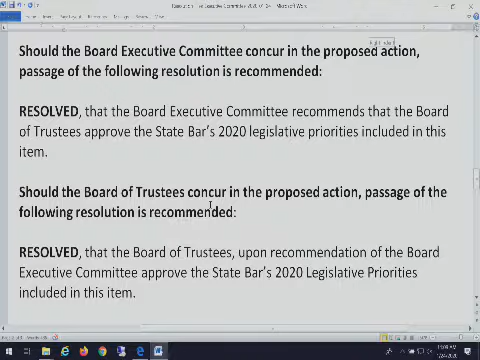 Should the Board Executive Committee concur in the proposed action,
passage of the following resolution is recommended:
RESOLVED, that the Board Executive Committee recommends that the Board
of Trustees approve the State Bar's 2020 legislative priorities included in this
item.
Should the Board of Trustees concur in the proposed action, passage of the
following resolution is recommended:
RESOLVED, that the Board of Trustees, upon recommendation of the Board
Executive Committee approve the State Bar's 2020 Legislative Priorities
included in this item.